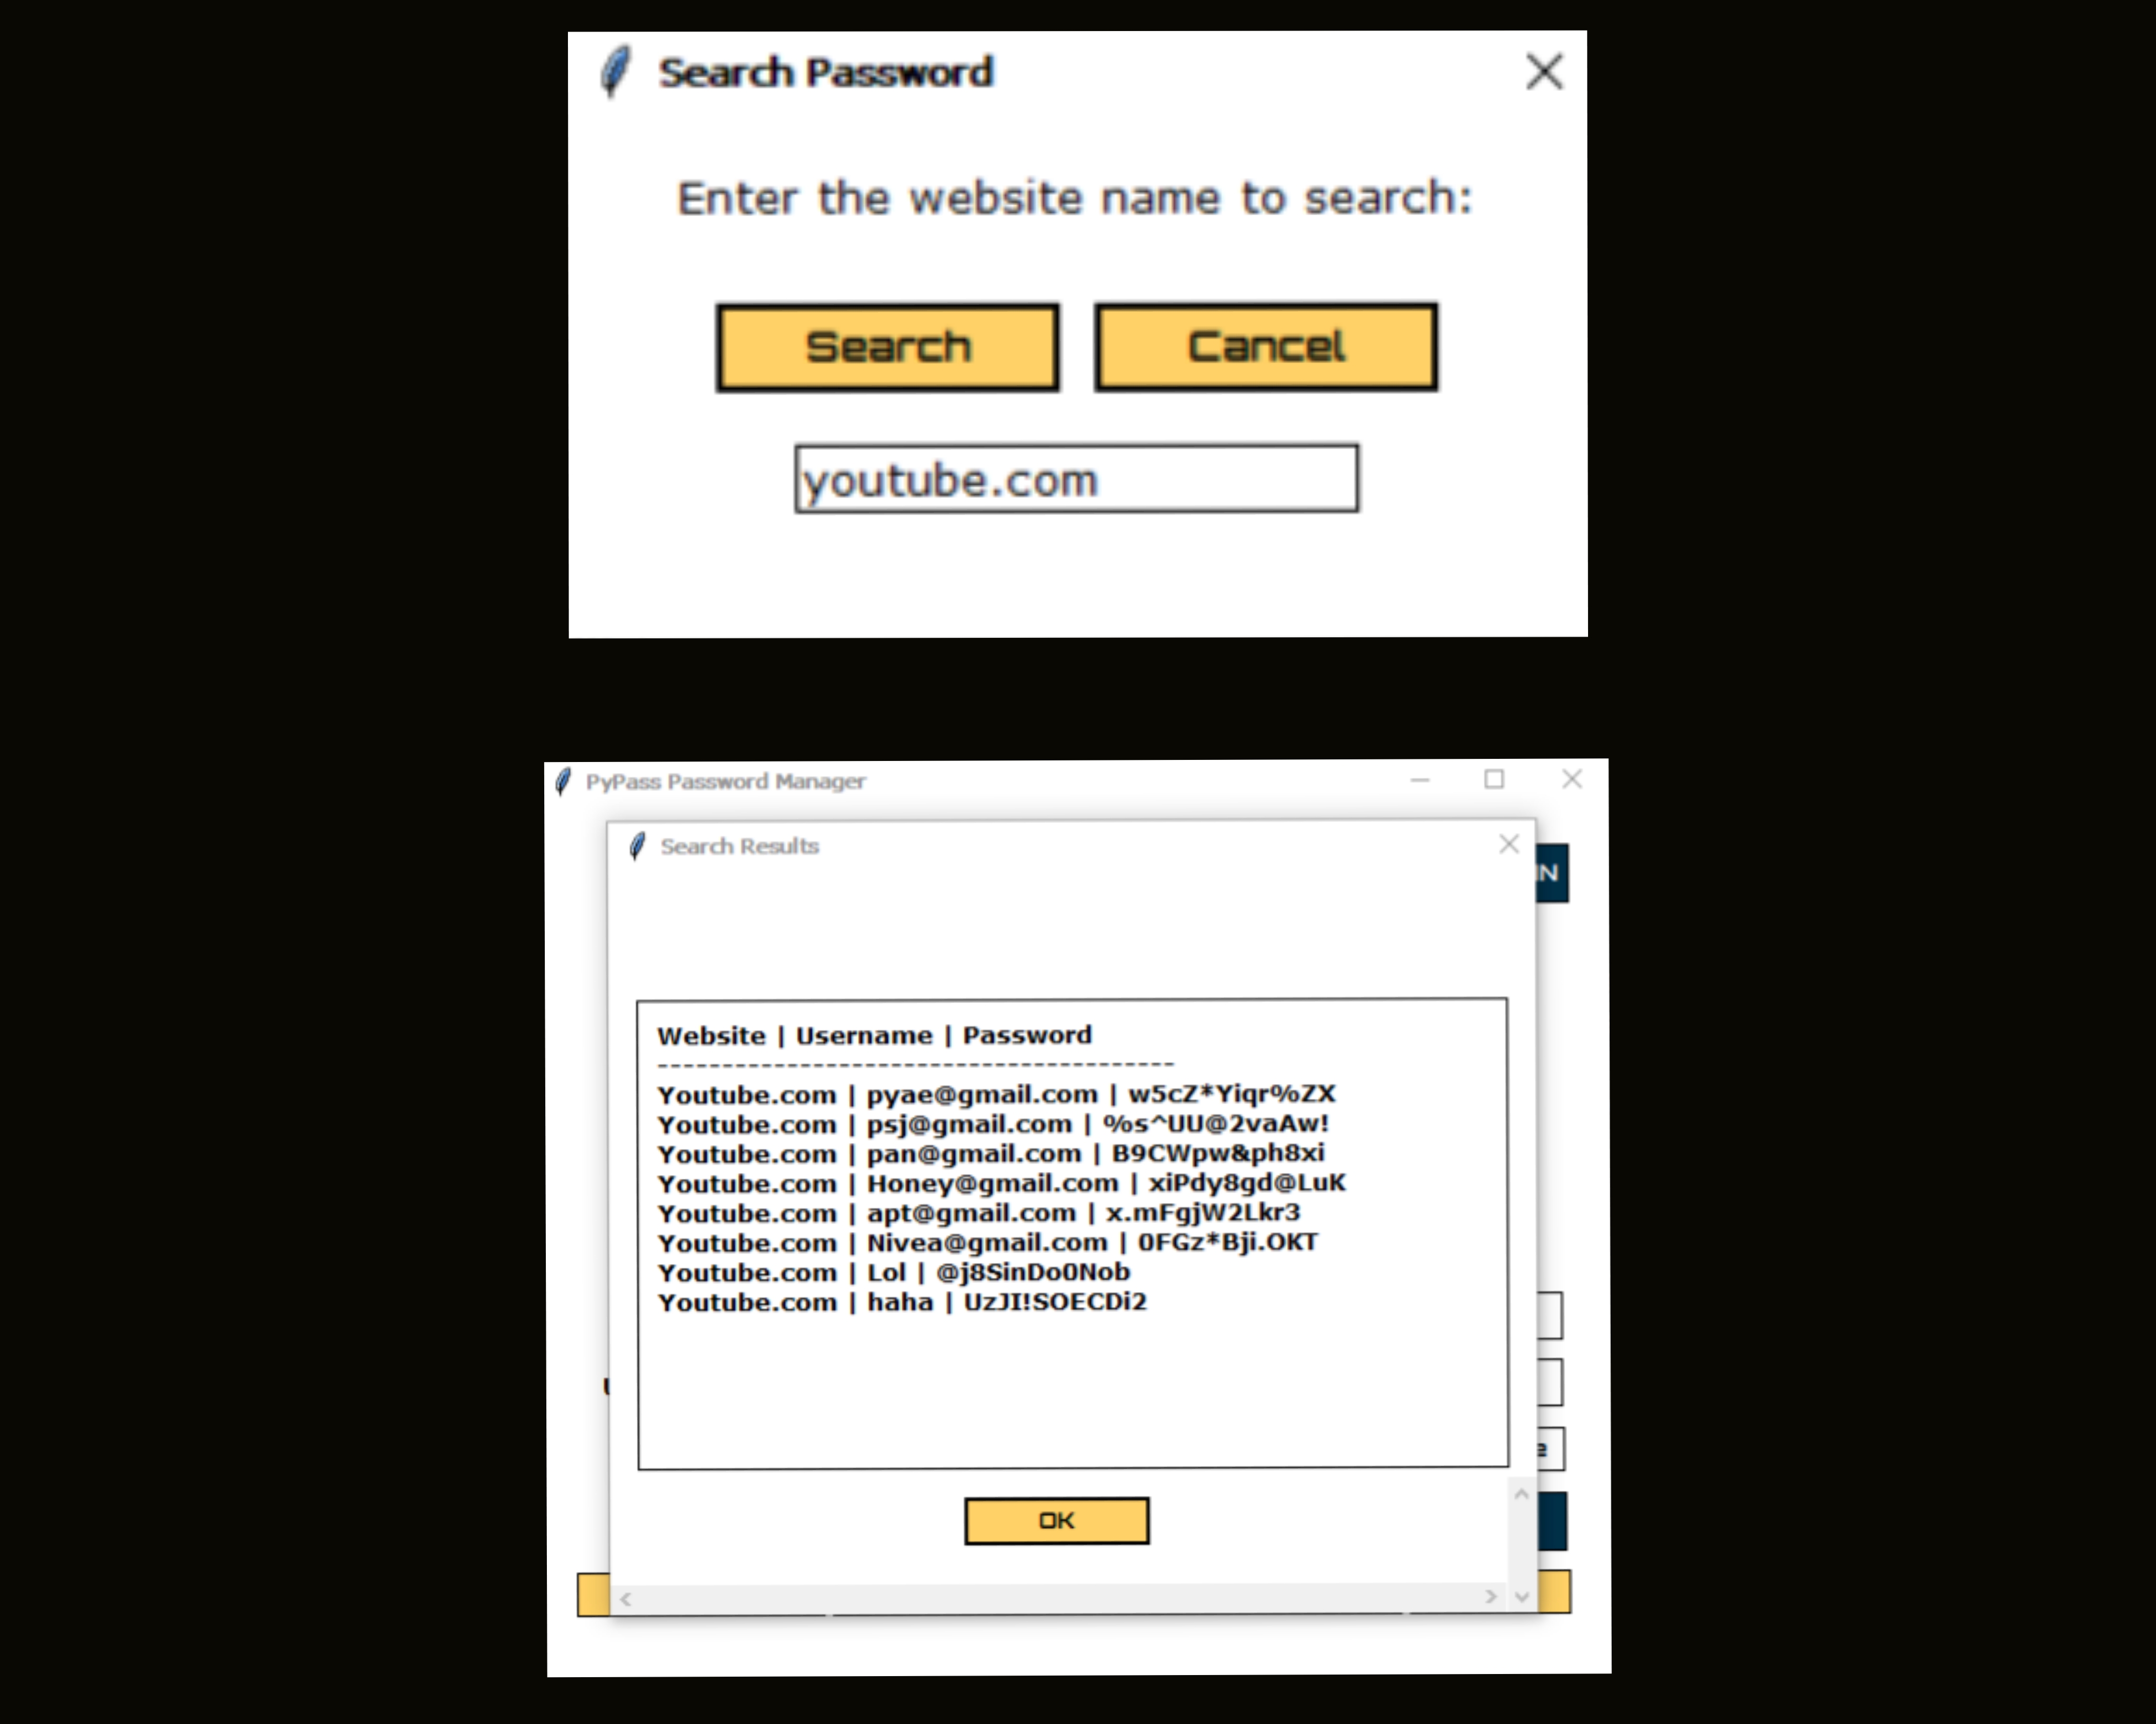 Search Password
Enter the website name to search:
Search Cancel
youtube.com
PyPass Password Manager
Search Results
IN
Website | Username | Password
----------------------------------------
Youtube.com | pyae@gmail.com | w5cZ*Yiqr%ZX
Youtube.com | psj@gmail.com | %s^UU@2vaAw!
Youtube.com | pan@gmail.com | B9CWpw&ph8xi
Youtube.com | Honey@gmail.com | xiPdy8gd@LuK
Youtube.com | apt@gmail.com | x.mFgjW2Lkr3
Youtube.com | Nivea@gmail.com | 0FGz*Bji.OKT
Youtube.com | Lol | @j8SinDo0Nob
Youtube.com | haha | UzJI!SOECDi2
e
OK